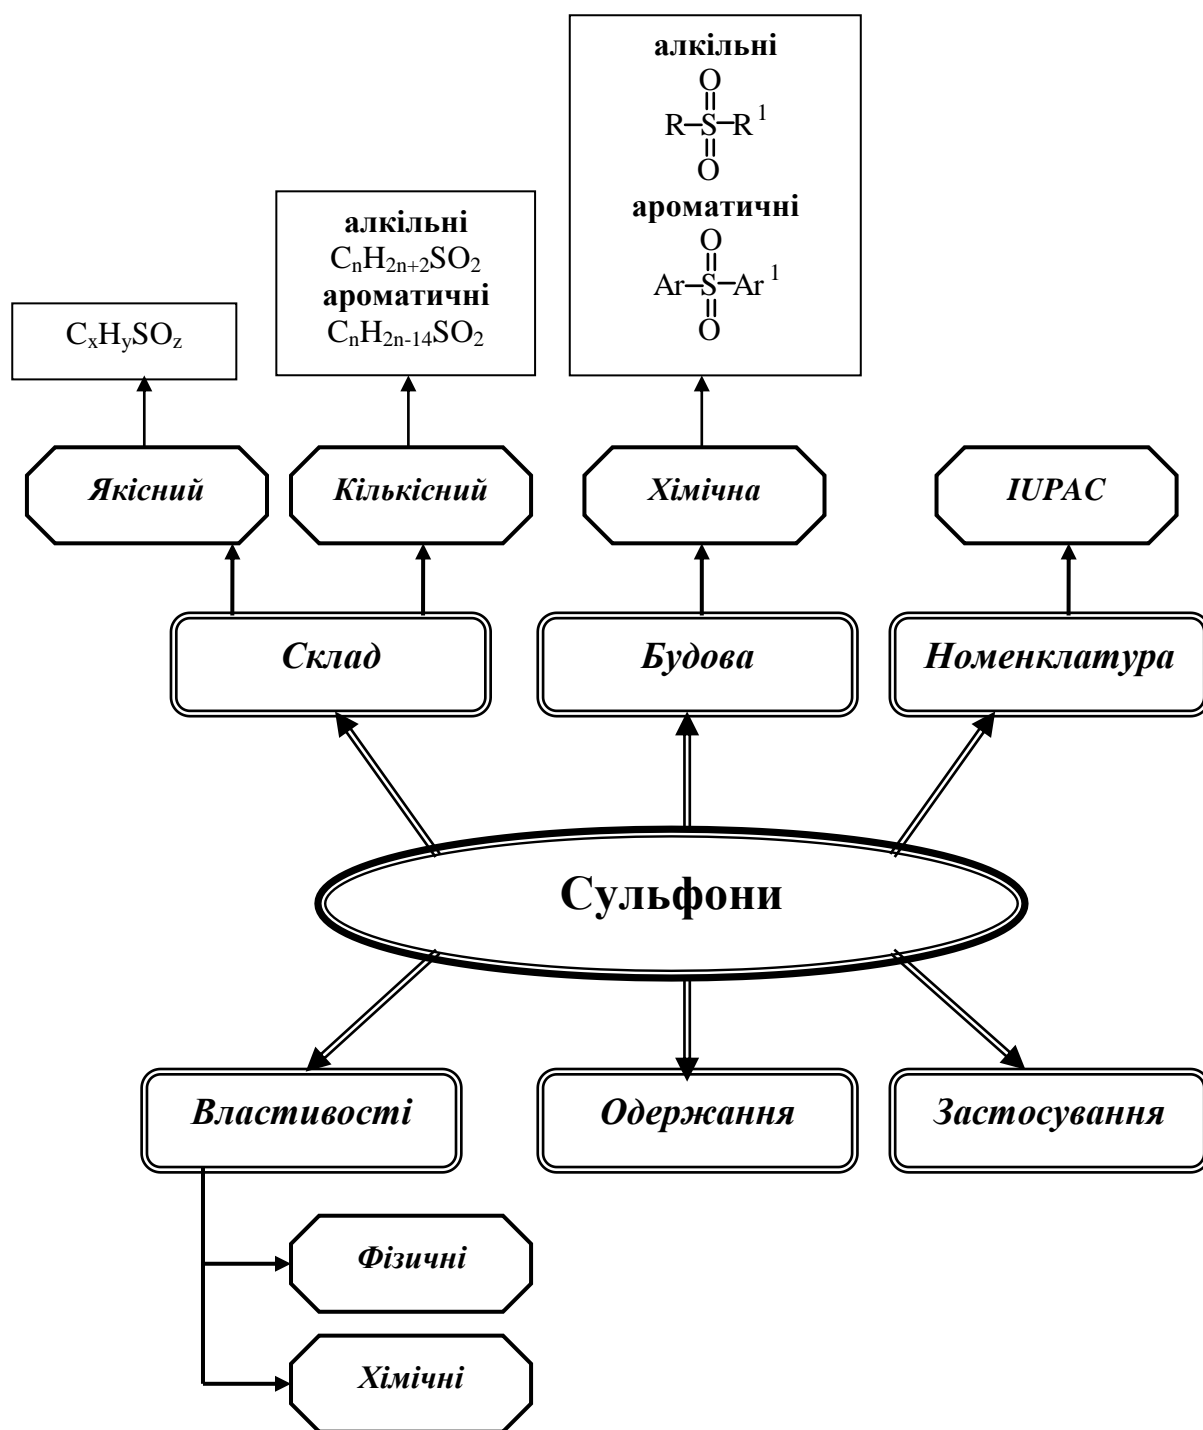 алкільні
O
R–S–R¹
O
ароматичні
O
Ar–S–Ar¹
O
алкільні
CₙH₂ₙ₊₂SO₂
ароматичні
CₙH₂ₙ₋₁₄SO₂
CₓHᵧSO_z
Якісний
Кількісний
Хімічна
IUPAC
Склад
Будова
Номенклатура
Сульфони
Властивості
Одержання
Застосування
Фізичні
Хімічні